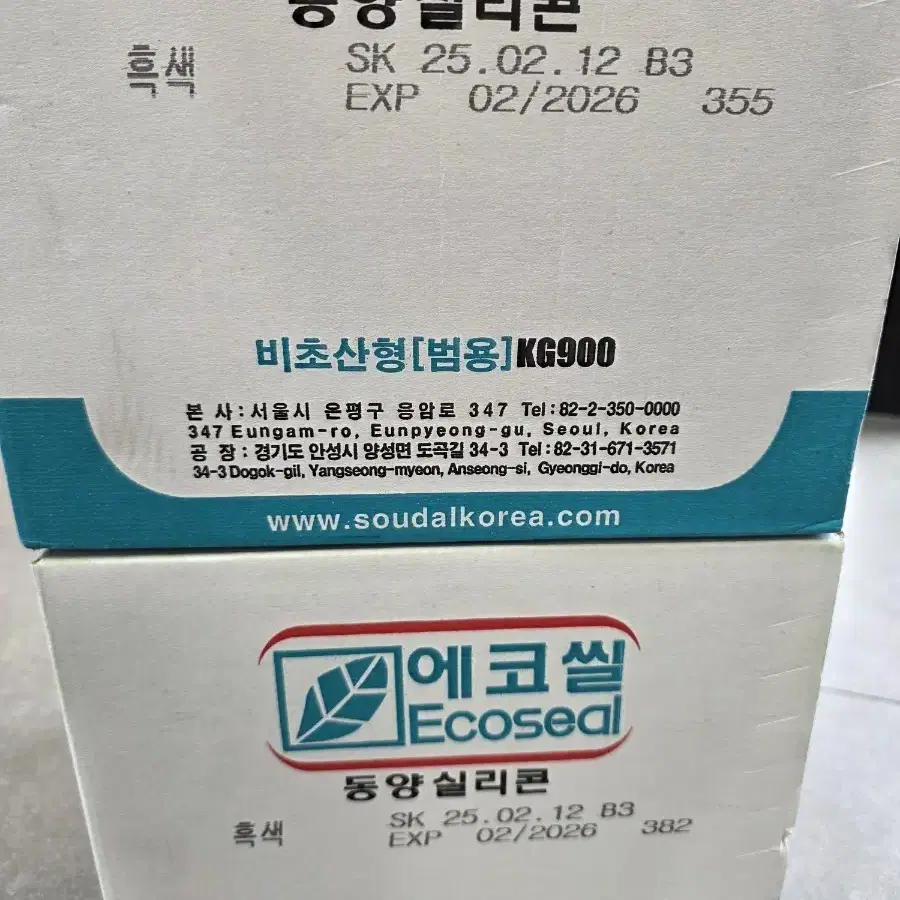 동양실리콘
흑색 SK 25.02.12 B3
EXP 02/2026 355
비초산형[범용]KG900
본 사 : 서울시 은평구 응암로 347 Tel : 82-2-350-0000
347 Eungam-ro, Eunpyeong-gu, Seoul, Korea
공 장 : 경기도 안성시 양성면 도곡길 34-3 Tel : 82-31-671-3571
34-3 Dogok-gil, Yangseong-myeon, Anseong-si, Gyeonggi-do, Korea
www.soudalkorea.com
에코씰
Ecoseal
동양실리콘
흑색 SK 25.02.12 B3
EXP 02/2026 382